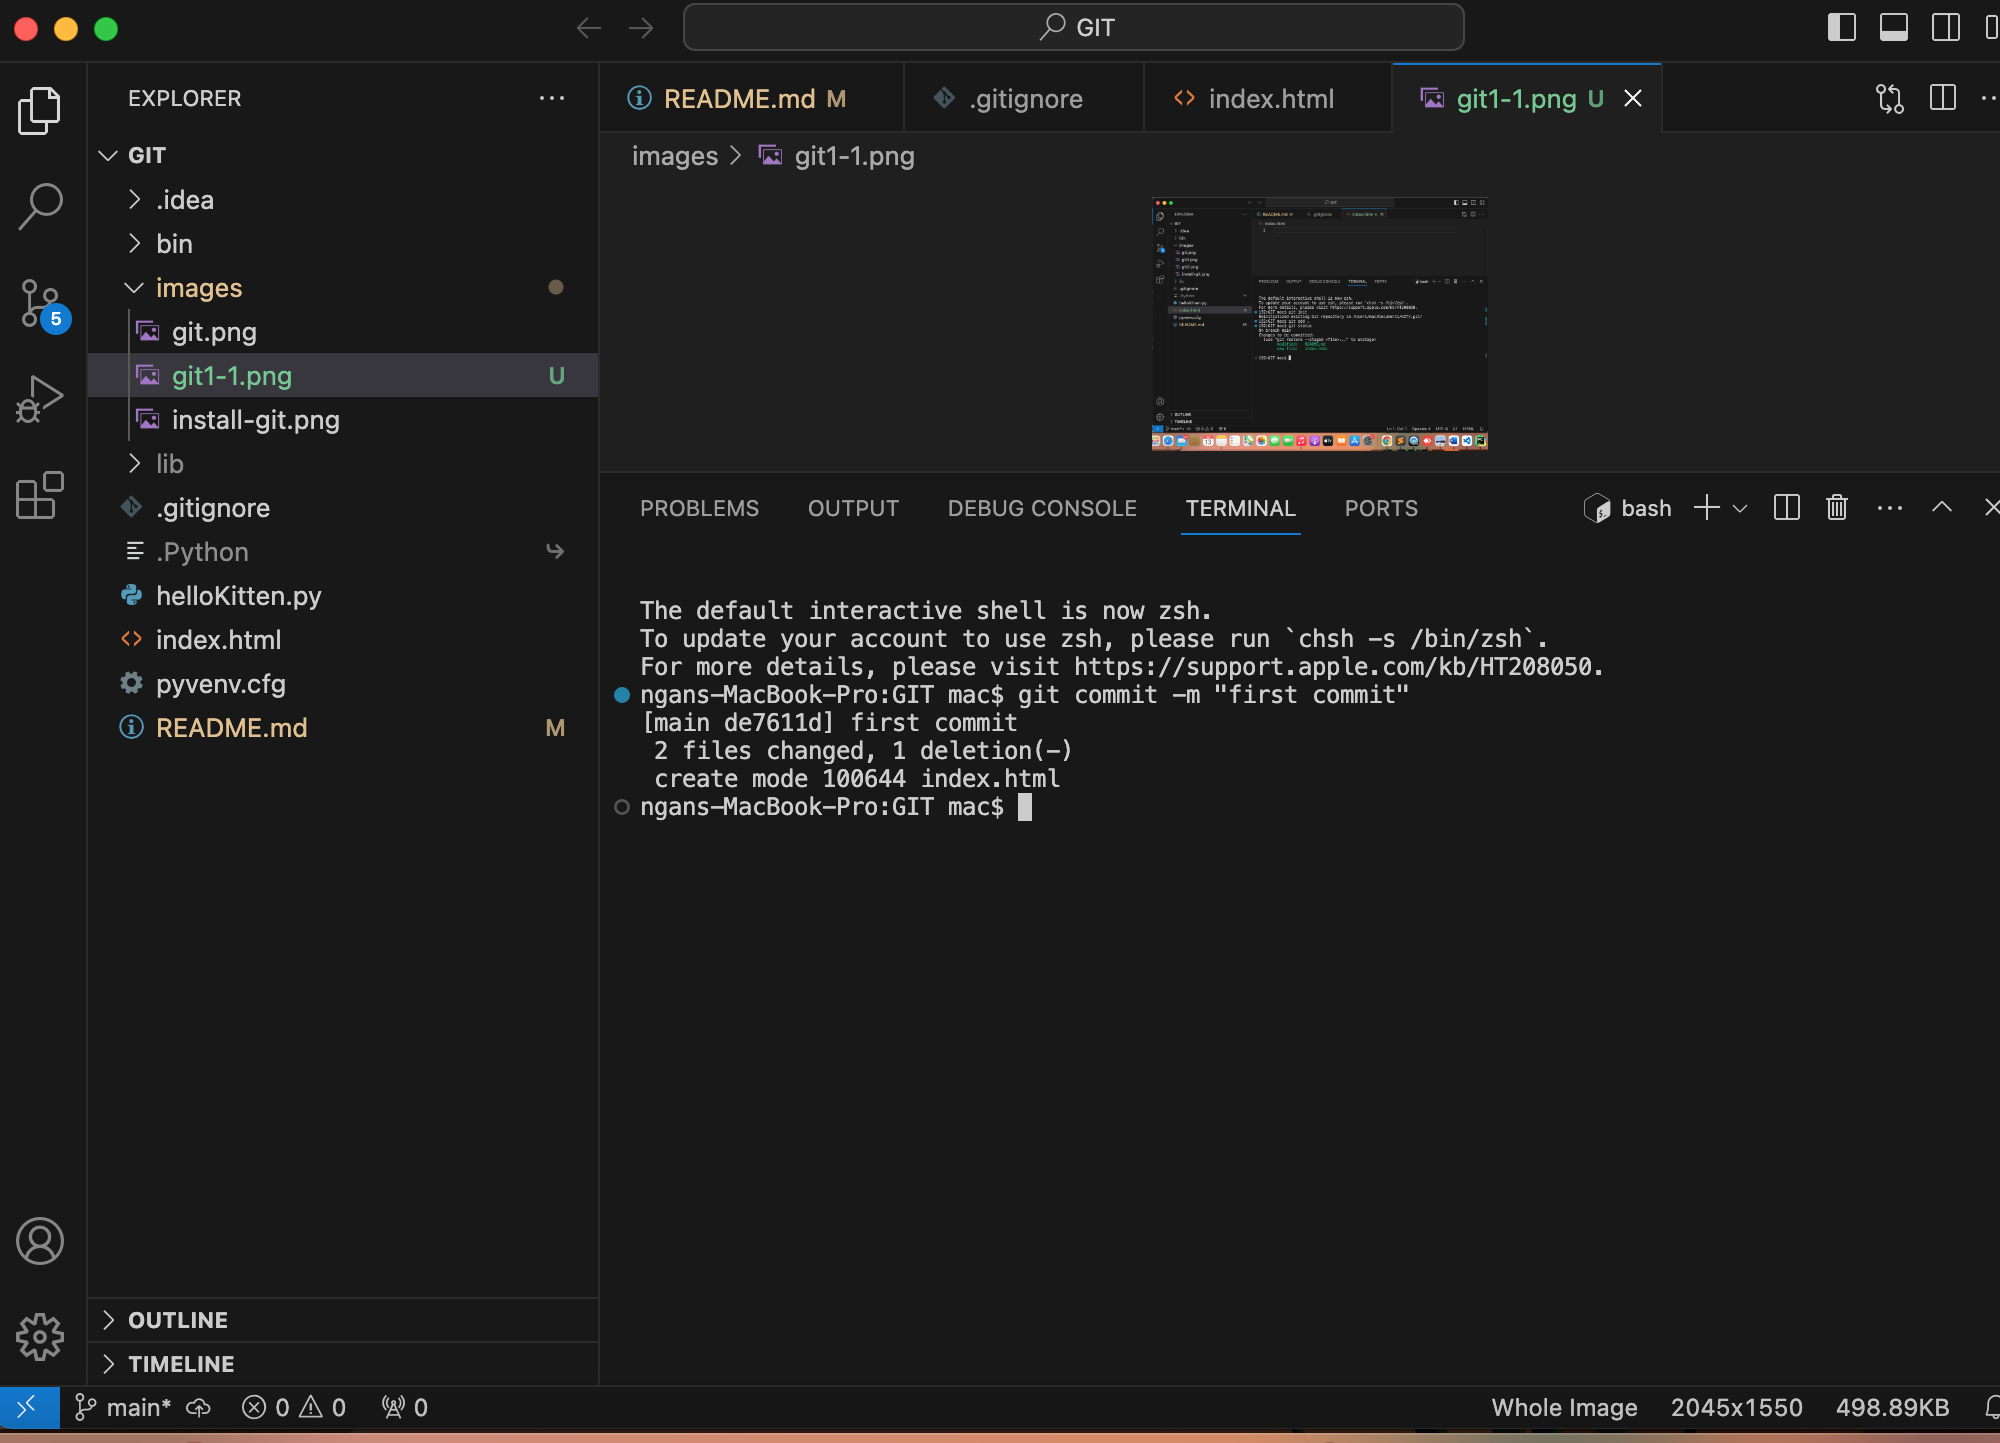 GIT
EXPLORER
GIT
.idea
bin
images
git.png
git1-1.png U
install-git.png
lib
.gitignore
.Python
helloKitten.py
index.html
pyvenv.cfg
README.md M
OUTLINE
TIMELINE
5
README.md M
.gitignore
index.html
git1-1.png U
images > git1-1.png
PROBLEMS OUTPUT DEBUG CONSOLE TERMINAL PORTS
bash
The default interactive shell is now zsh.
To update your account to use zsh, please run `chsh -s /bin/zsh`.
For more details, please visit https://support.apple.com/kb/HT208050.
ngans-MacBook-Pro:GIT mac$ git commit -m "first commit"
[main de7611d] first commit
2 files changed, 1 deletion(-)
create mode 100644 index.html
ngans-MacBook-Pro:GIT mac$
main* 0 0 0
Whole Image 2045x1550 498.89KB